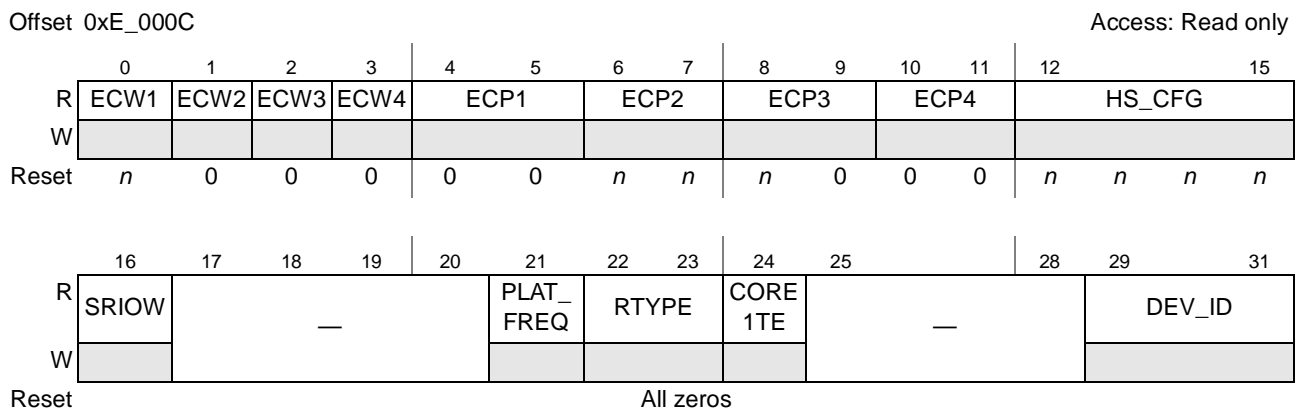 Offset 0xE_000C Access: Read only
0 1 2 3 4 5 6 7 8 9 10 11 12 15
R ECW1 ECW2 ECW3 ECW4 ECP1 ECP2 ECP3 ECP4 HS_CFG
W
Reset n 0 0 0 0 0 n n n 0 0 0 n n n n
16 17 18 19 20 21 22 23 24 25 28 29 31
R SRIOW — PLAT_ RTYPE CORE — DEV_ID
FREQ 1TE
W
Reset All zeros